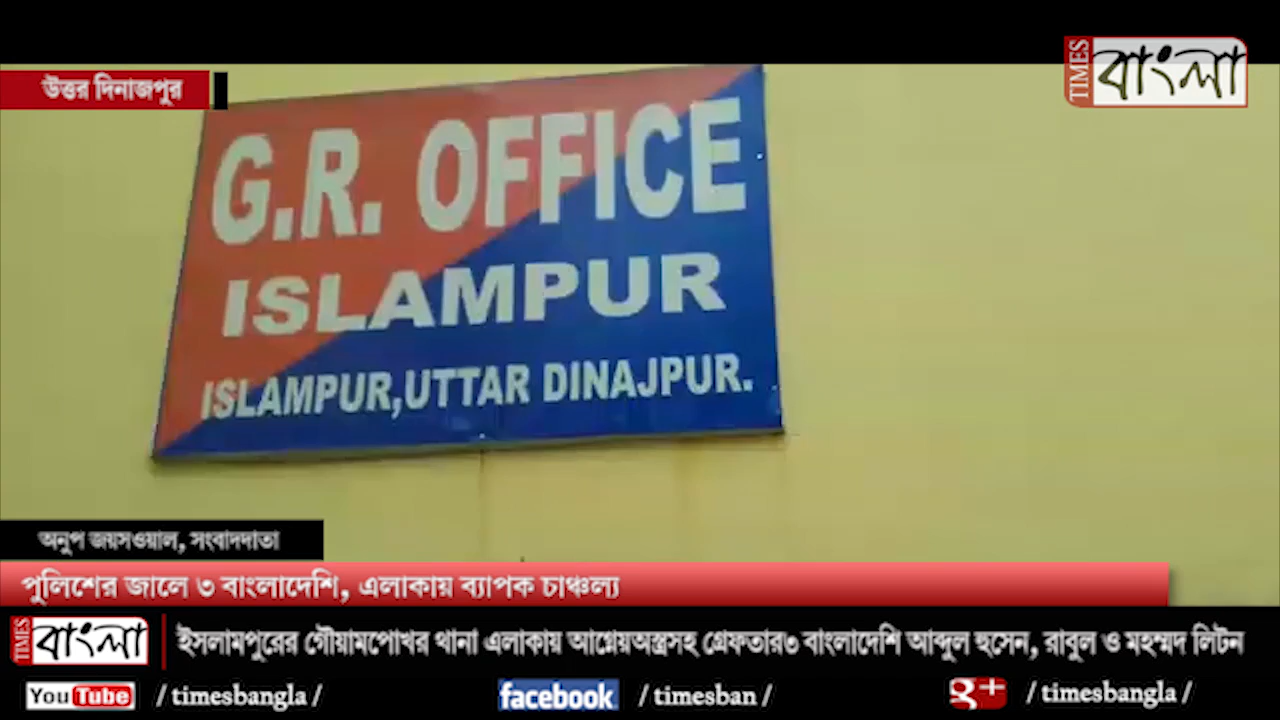 উত্তর দিনাজপুর
TIMES বাংলা
G.R. OFFICE
ISLAMPUR
ISLAMPUR,UTTAR DINAJPUR.
অনুপ জয়সওয়াল, সংবাদদাতা
পুলিশের জালে ৩ বাংলাদেশি, এলাকায় ব্যাপক চাঞ্চল্য
TIMES বাংলা
ইসলামপুরের গৌয়ামপোখর থানা এলাকায় আগ্নেয়অস্ত্রসহ গ্রেফতার৩ বাংলাদেশি আব্দুল হুসেন, রাবুল ও মহম্মদ লিটন
YouTube / timesbangla /
facebook / timesban /
g+ / timesbangla /